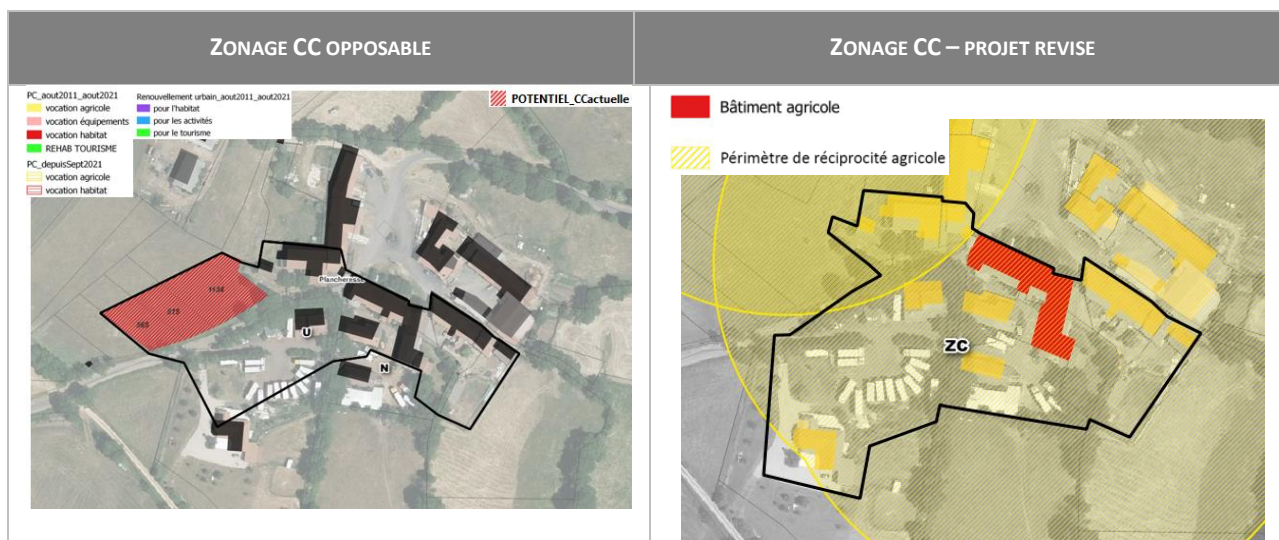 ZONAGE CC OPPOSABLE
ZONAGE CC – PROJET REVISE
PC_aout2011_aout2021
vocation agricole
vocation équipements
vocation habitat
REHAB TOURISME
PC_depuisSept2021
vocation agricole
vocation habitat
Renouvellement urbain_aout2011_aout2021
pour l'habitat
pour les activités
pour le tourisme
POTENTIEL_CCactuelle
Plancheresse
1136
515
565
U
N
Bâtiment agricole
Périmètre de réciprocité agricole
ZC